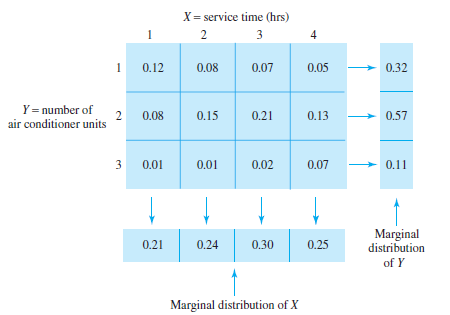 X = service time (hrs)
1 2 3 4
1 0.12 0.08 0.07 0.05 0.32
Y = number of
air conditioner units
2 0.08 0.15 0.21 0.13 0.57
3 0.01 0.01 0.02 0.07 0.11
0.21 0.24 0.30 0.25
Marginal
distribution
of Y
Marginal distribution of X